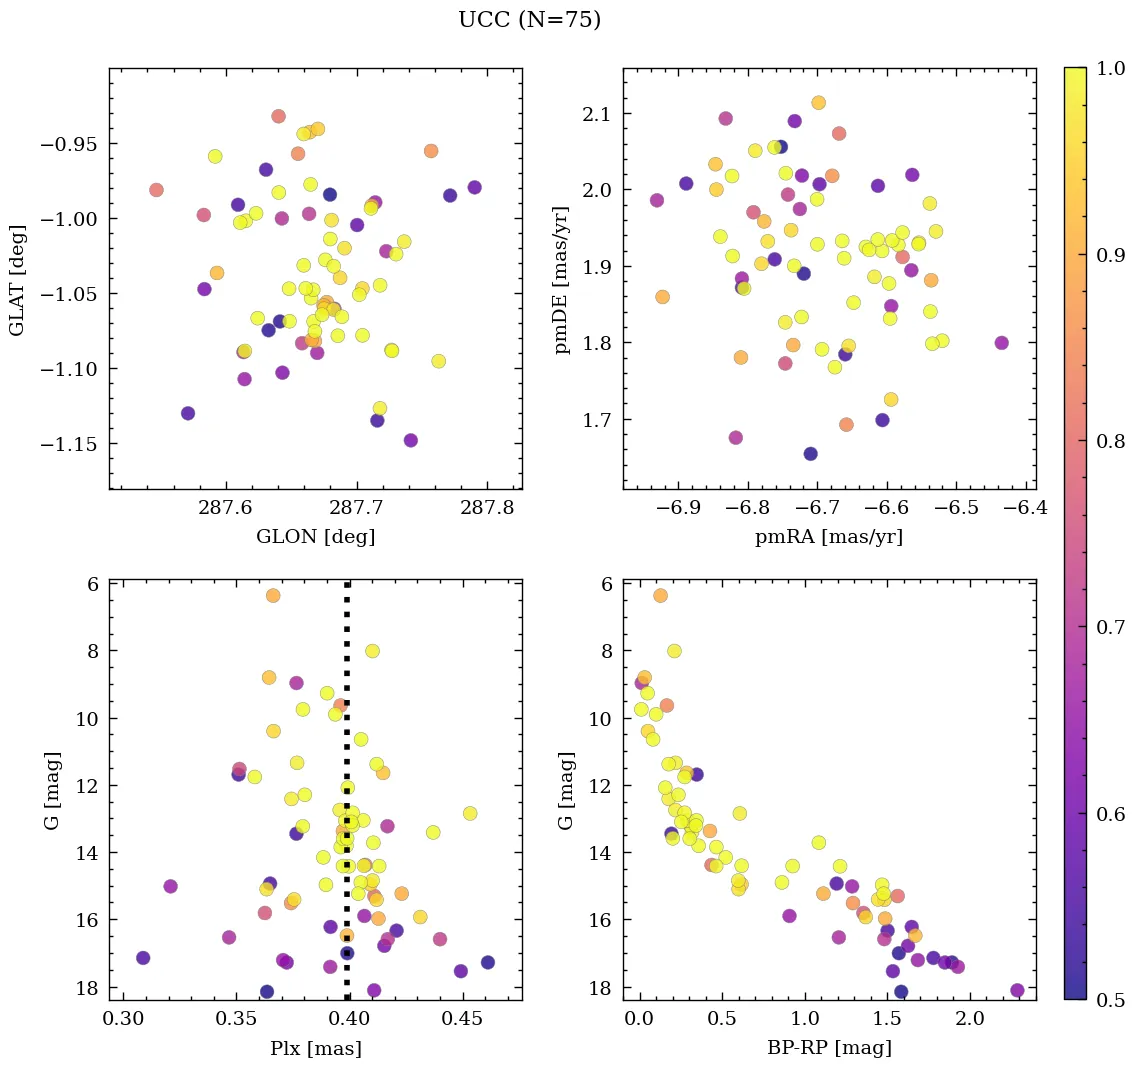 UCC (N=75)
−0.95
−1.00
−1.05
−1.10
−1.15
GLAT [deg]
287.6 287.7 287.8
GLON [deg]
2.1
2.0
1.9
1.8
1.7
pmDE [mas/yr]
−6.9 −6.8 −6.7 −6.6 −6.5 −6.4
pmRA [mas/yr]
6
8
10
12
14
16
18
G [mag]
0.30 0.35 0.40 0.45
Plx [mas]
6
8
10
12
14
16
18
G [mag]
0.0 0.5 1.0 1.5 2.0
BP-RP [mag]
1.0
0.9
0.8
0.7
0.6
0.5